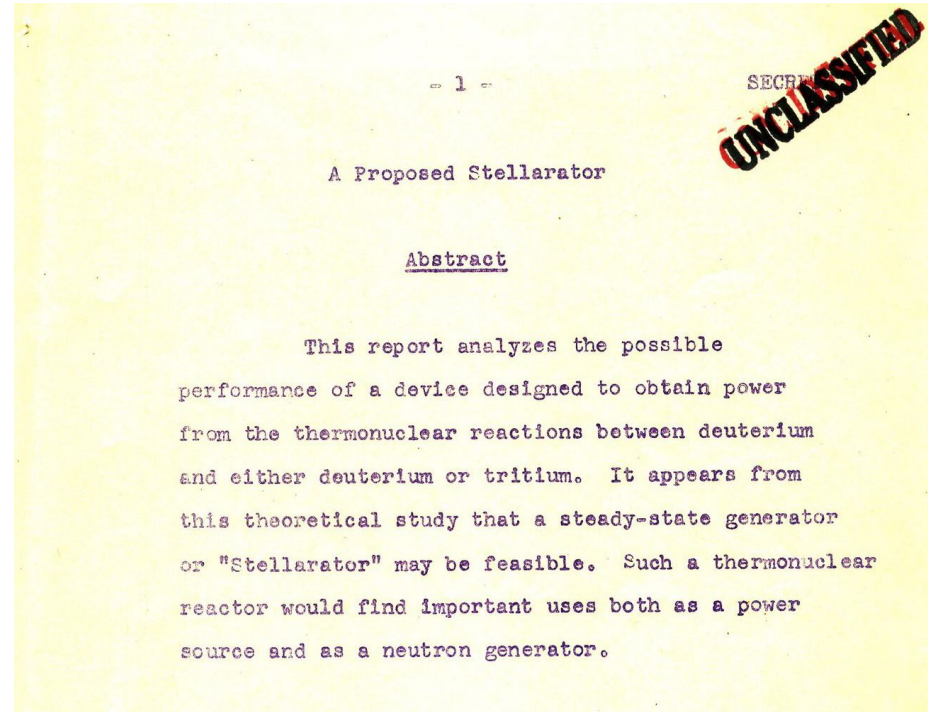 - 1 -
SECRET
UNCLASSIFIED
A Proposed Stellarator
Abstract
This report analyzes the possible
performance of a device designed to obtain power
from the thermonuclear reactions between deuterium
and either deuterium or tritium. It appears from
this theoretical study that a steady-state generator
or "Stellarator" may be feasible. Such a thermonuclear
reactor would find important uses both as a power
source and as a neutron generator.